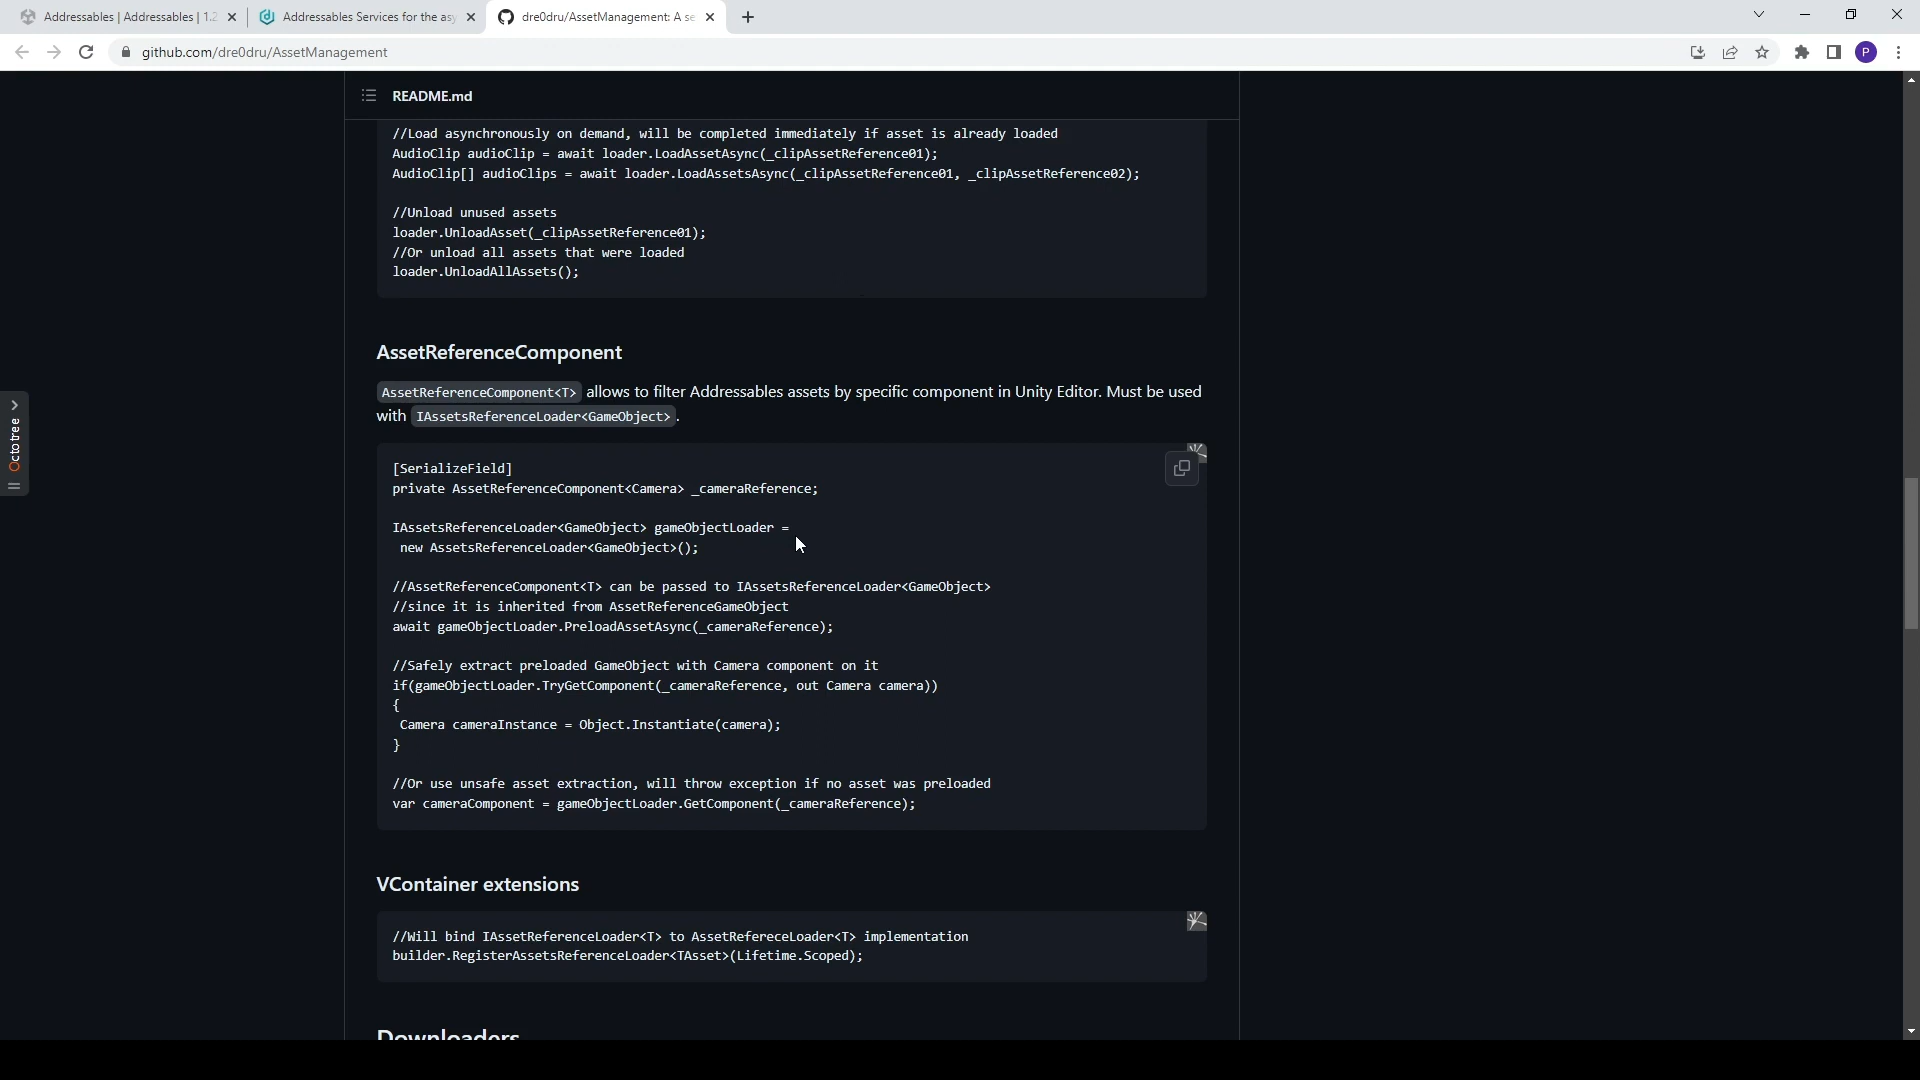 Addressables | Addressables | 1.2
Addressables Services for the asy
dre0dru/AssetManagement: A se
github.com/dre0dru/AssetManagement
P
README.md
//Load asynchronously on demand, will be completed immediately if asset is already loaded
AudioClip audioClip = await loader.LoadAssetAsync(_clipAssetReference01);
AudioClip[] audioClips = await loader.LoadAssetsAsync(_clipAssetReference01, _clipAssetReference02);
//Unload unused assets
loader.UnloadAsset(_clipAssetReference01);
//Or unload all assets that were loaded
loader.UnloadAllAssets();
AssetReferenceComponent
AssetReferenceComponent<T> allows to filter Addressables assets by specific component in Unity Editor. Must be used
with IAssetsReferenceLoader<GameObject>.
Octotree
[SerializeField]
private AssetReferenceComponent<Camera> _cameraReference;
IAssetsReferenceLoader<GameObject> gameObjectLoader =
new AssetsReferenceLoader<GameObject>();
//AssetReferenceComponent<T> can be passed to IAssetsReferenceLoader<GameObject>
//since it is inherited from AssetReferenceGameObject
await gameObjectLoader.PreloadAssetAsync(_cameraReference);
//Safely extract preloaded GameObject with Camera component on it
if(gameObjectLoader.TryGetComponent(_cameraReference, out Camera camera))
{
Camera cameraInstance = Object.Instantiate(camera);
}
//Or use unsafe asset extraction, will throw exception if no asset was preloaded
var cameraComponent = gameObjectLoader.GetComponent(_cameraReference);
VContainer extensions
//Will bind IAssetReferenceLoader<T> to AssetRefereceLoader<T> implementation
builder.RegisterAssetsReferenceLoader<TAsset>(Lifetime.Scoped);
Downloaders